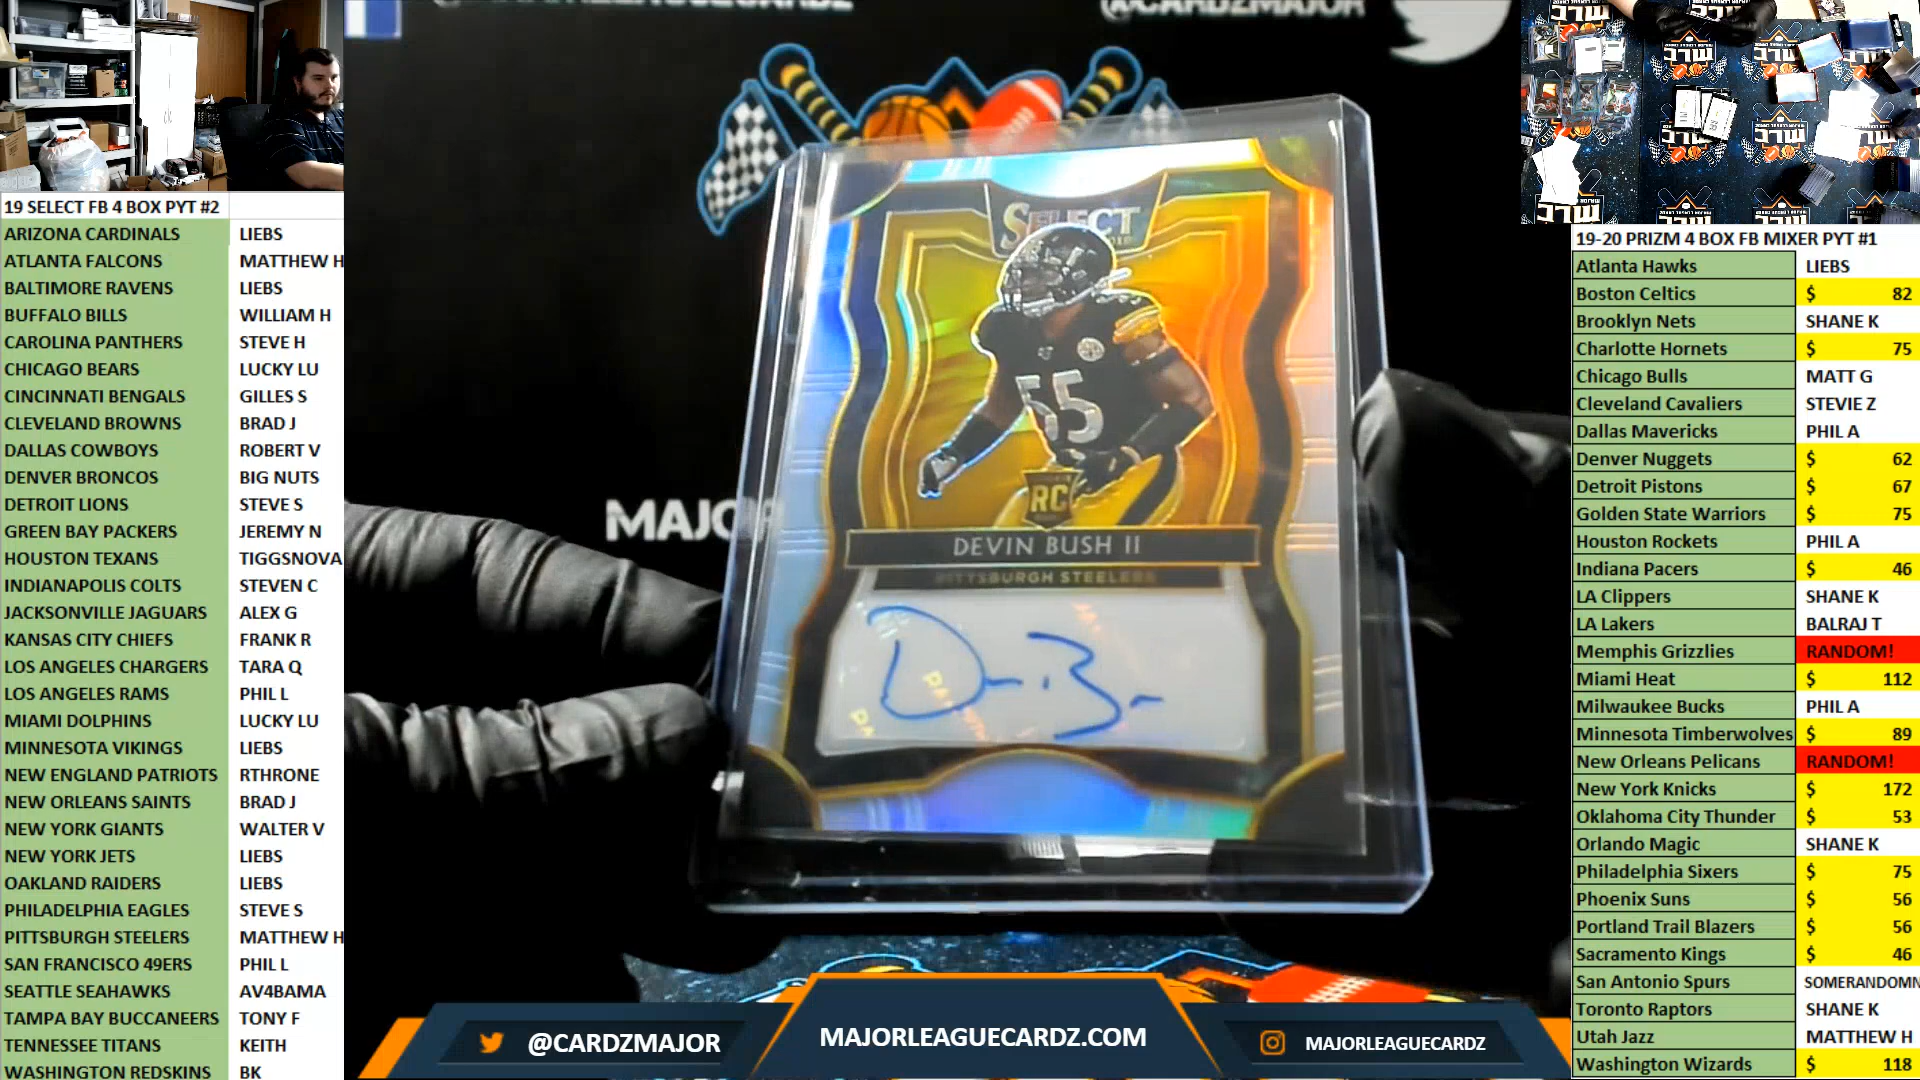 19 SELECT FB 4 BOX PYT #2
ARIZONA CARDINALS LIEBS
ATLANTA FALCONS MATTHEW H
BALTIMORE RAVENS LIEBS
BUFFALO BILLS WILLIAM H
CAROLINA PANTHERS STEVE H
CHICAGO BEARS LUCKY LU
CINCINNATI BENGALS GILLES S
CLEVELAND BROWNS BRAD J
DALLAS COWBOYS ROBERT V
DENVER BRONCOS BIG NUTS
DETROIT LIONS STEVE S
GREEN BAY PACKERS JEREMY N
HOUSTON TEXANS TIGGSNOVA
INDIANAPOLIS COLTS STEVEN C
JACKSONVILLE JAGUARS ALEX G
KANSAS CITY CHIEFS FRANK R
LOS ANGELES CHARGERS TARA Q
LOS ANGELES RAMS PHIL L
MIAMI DOLPHINS LUCKY LU
MINNESOTA VIKINGS LIEBS
NEW ENGLAND PATRIOTS RTHRONE
NEW ORLEANS SAINTS BRAD J
NEW YORK GIANTS WALTER V
NEW YORK JETS LIEBS
OAKLAND RAIDERS LIEBS
PHILADELPHIA EAGLES STEVE S
PITTSBURGH STEELERS MATTHEW H
SAN FRANCISCO 49ERS PHIL L
SEATTLE SEAHAWKS AV4BAMA
TAMPA BAY BUCCANEERS TONY F
TENNESSEE TITANS KEITH
WASHINGTON REDSKINS BK
@CARDZMAJOR
SELECT
55
RC
DEVIN BUSH II
PITTSBURGH STEELERS
MAJO
@CARDZMAJOR
MAJORLEAGUECARDZ.COM
MAJORLEAGUECARDZ
19-20 PRIZM 4 BOX FB MIXER PYT #1
Atlanta Hawks LIEBS
Boston Celtics $ 82
Brooklyn Nets SHANE K
Charlotte Hornets $ 75
Chicago Bulls MATT G
Cleveland Cavaliers STEVIE Z
Dallas Mavericks PHIL A
Denver Nuggets $ 62
Detroit Pistons $ 67
Golden State Warriors $ 75
Houston Rockets PHIL A
Indiana Pacers $ 46
LA Clippers SHANE K
LA Lakers BALRAJ T
Memphis Grizzlies RANDOM!
Miami Heat $ 112
Milwaukee Bucks PHIL A
Minnesota Timberwolves $ 89
New Orleans Pelicans RANDOM!
New York Knicks $ 172
Oklahoma City Thunder $ 53
Orlando Magic SHANE K
Philadelphia Sixers $ 75
Phoenix Suns $ 56
Portland Trail Blazers $ 56
Sacramento Kings $ 46
San Antonio Spurs SOMERANDOMN
Toronto Raptors SHANE K
Utah Jazz MATTHEW H
Washington Wizards $ 118